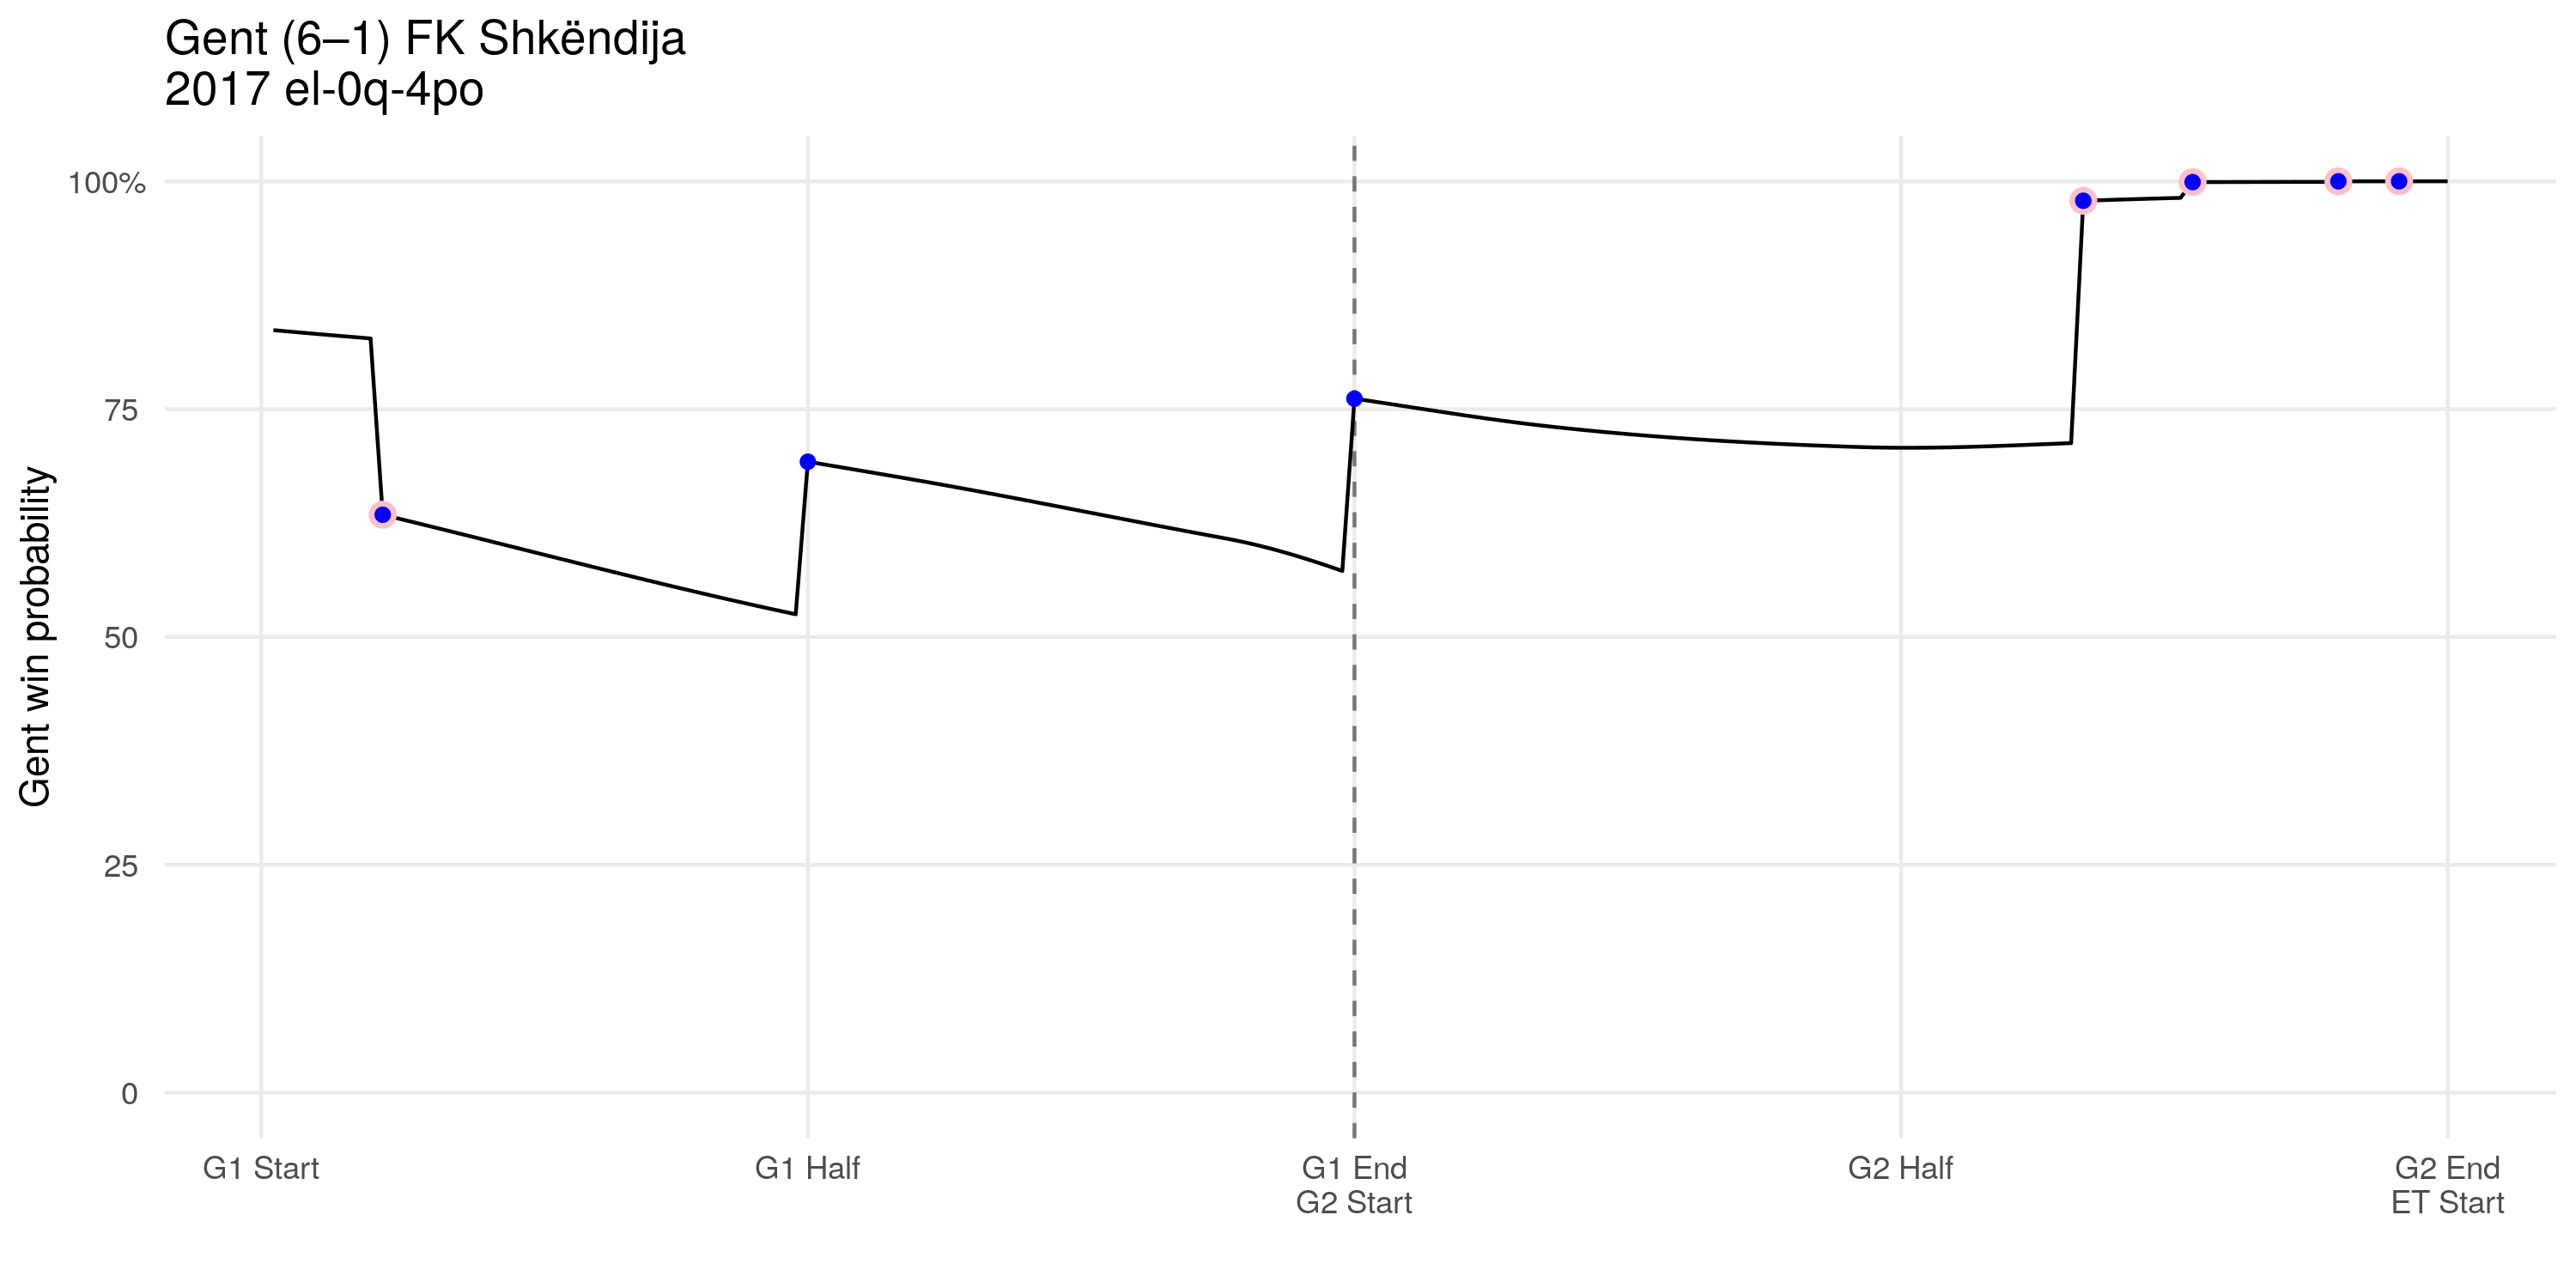 Gent (6–1) FK Shkëndija
2017 el-0q-4po
Gent win probability
100%
75
50
25
0
G1 Start
G1 Half
G1 End
G2 Start
G2 Half
G2 End
ET Start